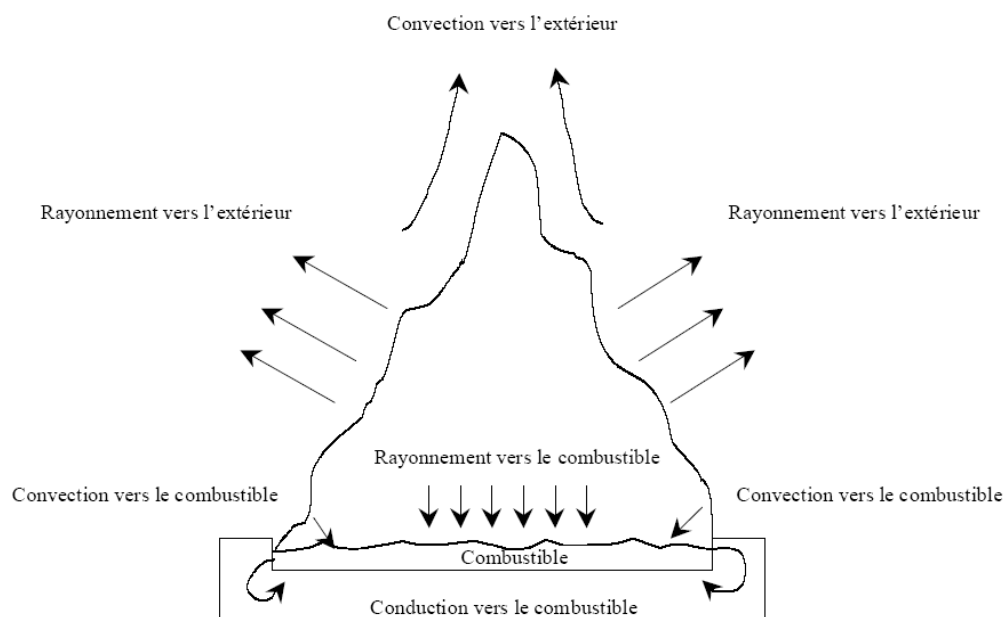 Convection vers l'extérieur
Rayonnement vers l'extérieur
Rayonnement vers l'extérieur
Rayonnement vers le combustible
Convection vers le combustible
Convection vers le combustible
Combustible
Conduction vers le combustible